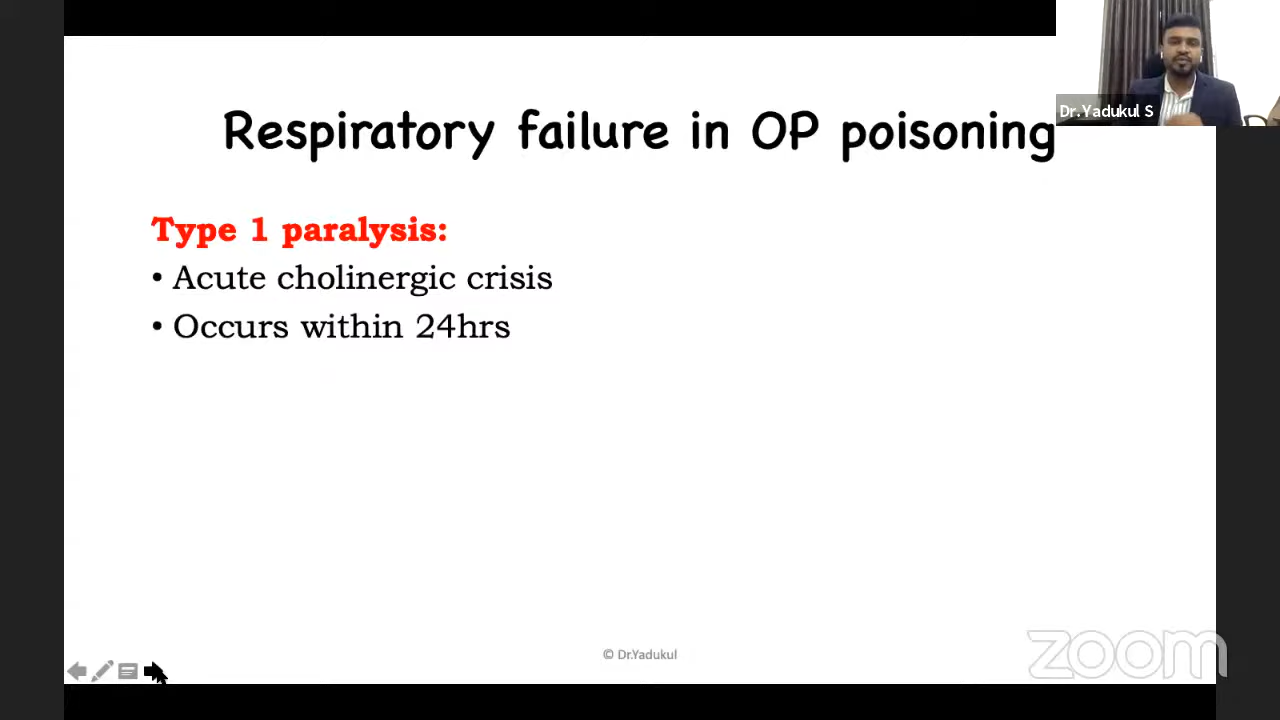 Dr.Yadukul S
Respiratory failure in OP poisoning
Type 1 paralysis:
• Acute cholinergic crisis
• Occurs within 24hrs
© Dr.Yadukul
zoom